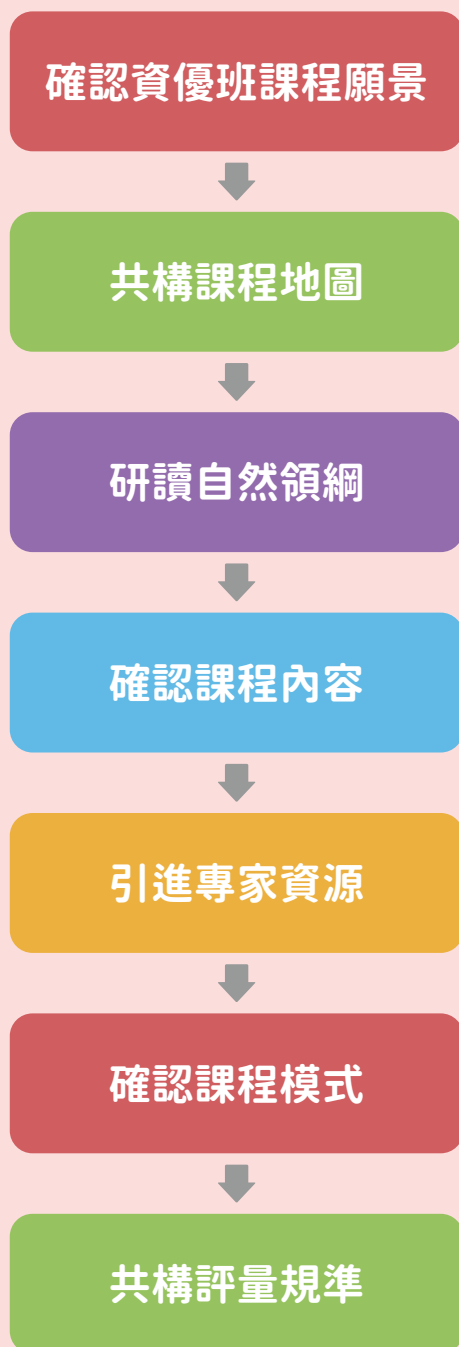 確認資優班課程願景
共構課程地圖
研讀自然領綱
確認課程內容
引進專家資源
確認課程模式
共構評量規準